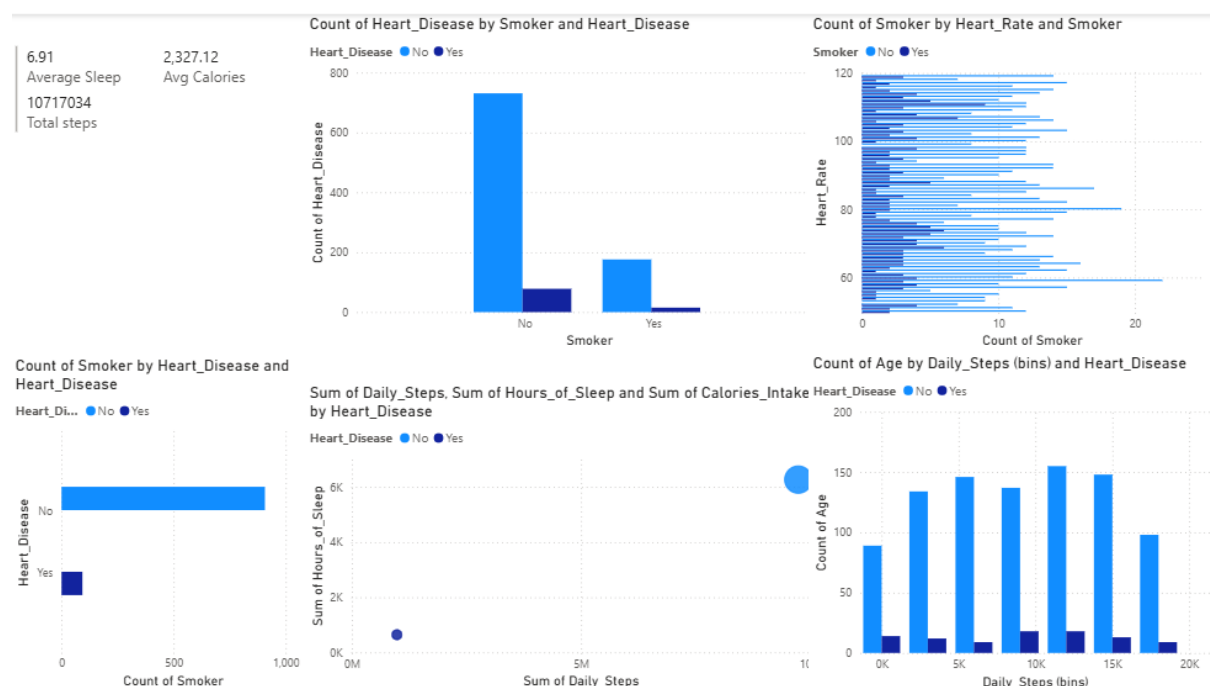 6.91
Average Sleep
2,327.12
Avg Calories
10717034
Total steps
Count of Heart_Disease by Smoker and Heart_Disease
Heart_Disease No Yes
800
600
400
200
0
Count of Heart_Disease
No
Yes
Smoker
Count of Smoker by Heart_Rate and Smoker
Smoker No Yes
120
100
80
60
Heart_Rate
0
10
20
Count of Smoker
Count of Smoker by Heart_Disease and
Heart_Disease
Heart_Di... No Yes
Heart_Disease
No
Yes
0
500
1,000
Count of Smoker
Sum of Daily_Steps, Sum of Hours_of_Sleep and Sum of Calories_Intake
by Heart_Disease
Heart_Disease No Yes
6K
4K
2K
0K
Sum of Hours_of_Sleep
0M
5M
Sum of Daily_Steps
Count of Age by Daily_Steps (bins) and Heart_Disease
Heart_Disease No Yes
200
150
100
50
0
Count of Age
0K
5K
10K
15K
20K
Daily_Steps (bins)